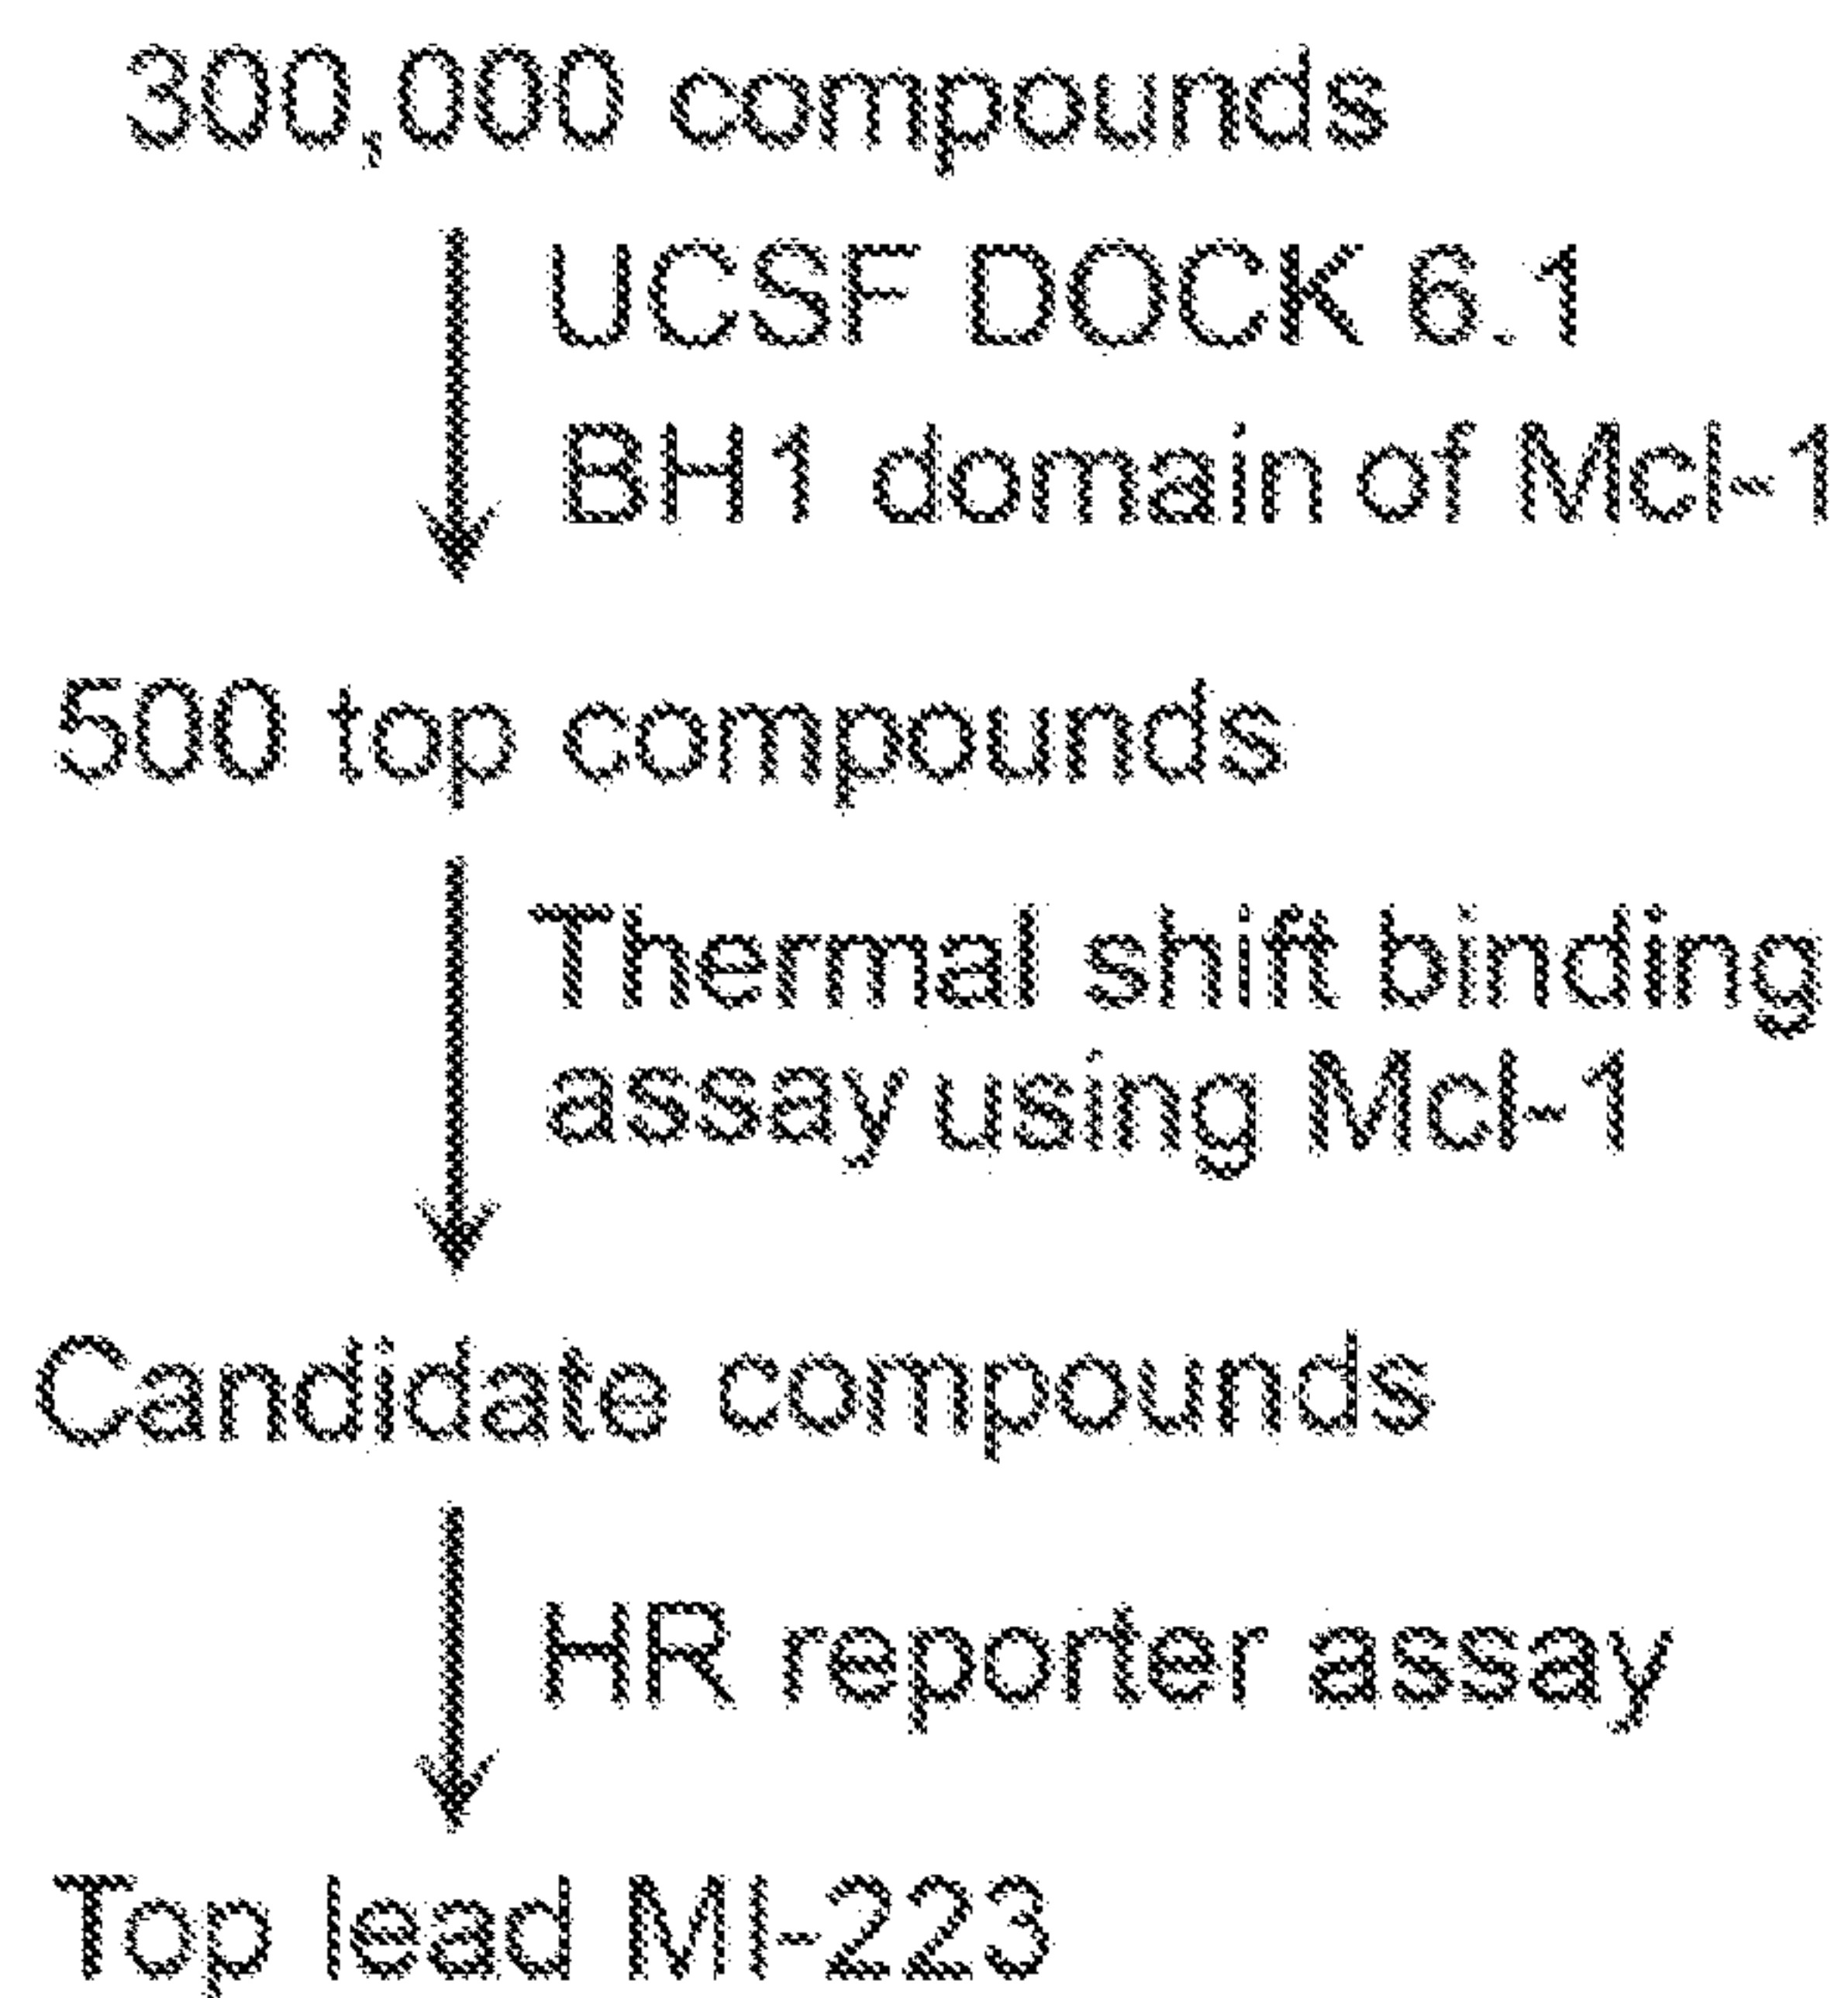 300,000 compounds
UCSF DOCK 6.1
BH1 domain of Mcl-1
500 top compounds
Thermal shift binding
assay using Mcl-1
Candidate compounds
HR reporter assay
Top lead MI-223